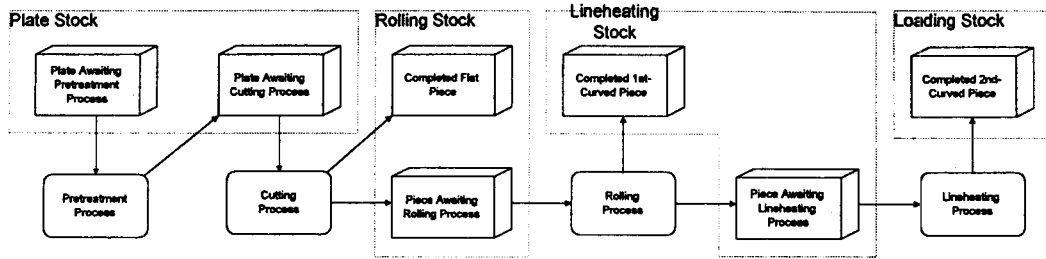 Plate Stock
Rolling Stock
Lineheating
Stock
Loading Stock
Plate Awaiting
Pretreatment
Process
Plate Awaiting
Cutting Process
Completed Flat
Piece
Completed 1st-
Curved Piece
Completed 2nd-
Curved Piece
Pretreatment
Process
Cutting
Process
Piece Awaiting
Rolling Process
Rolling
Process
Piece Awaiting
Lineheating
Process
Lineheating
Process